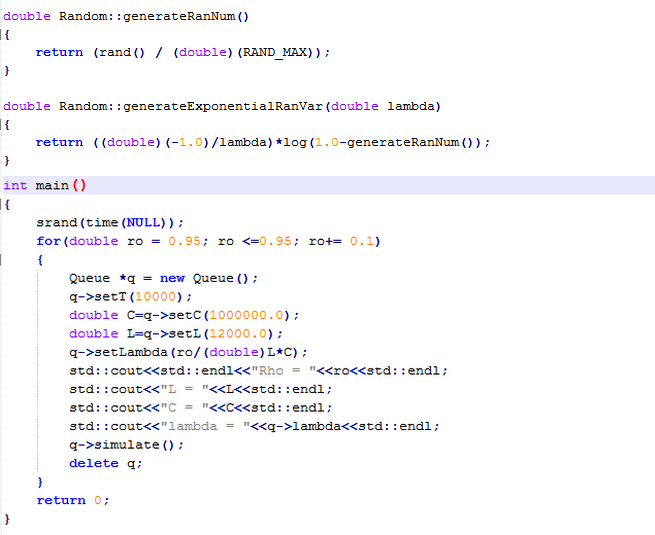 double Random::generateRanNum()
{
    return (rand() / (double)(RAND_MAX));
}

double Random::generateExponentialRanVar(double lambda)
{
    return ((double)(-1.0)/lambda)*log(1.0-generateRanNum());
}
int main()
{
    srand(time(NULL));
    for(double ro = 0.95; ro <=0.95; ro+= 0.1)
    {
        Queue *q = new Queue();
        q->setT(10000);
        double C=q->setC(1000000.0);
        double L=q->setL(12000.0);
        q->setLambda(ro/(double)L*C);
        std::cout<<std::endl<<"Rho = "<<ro<<std::endl;
        std::cout<<"L = "<<L<<std::endl;
        std::cout<<"C = "<<C<<std::endl;
        std::cout<<"lambda = "<<q->lambda<<std::endl;
        q->simulate();
        delete q;
    }
    return 0;
}